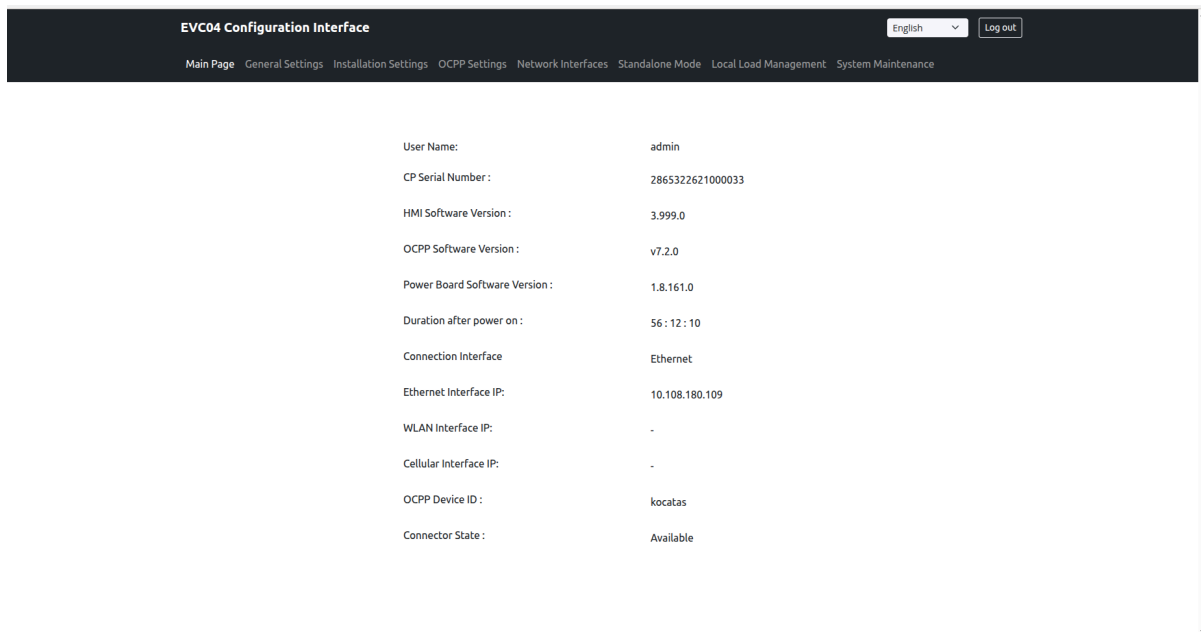 EVC04 Configuration Interface English Log out
Main Page General Settings Installation Settings OCPP Settings Network Interfaces Standalone Mode Local Load Management System Maintenance
User Name: admin
CP Serial Number : 2865322621000033
HMI Software Version : 3.999.0
OCPP Software Version : v7.2.0
Power Board Software Version : 1.8.161.0
Duration after power on : 56 : 12 : 10
Connection Interface Ethernet
Ethernet Interface IP: 10.108.180.109
WLAN Interface IP: -
Cellular Interface IP: -
OCPP Device ID : kocatas
Connector State : Available